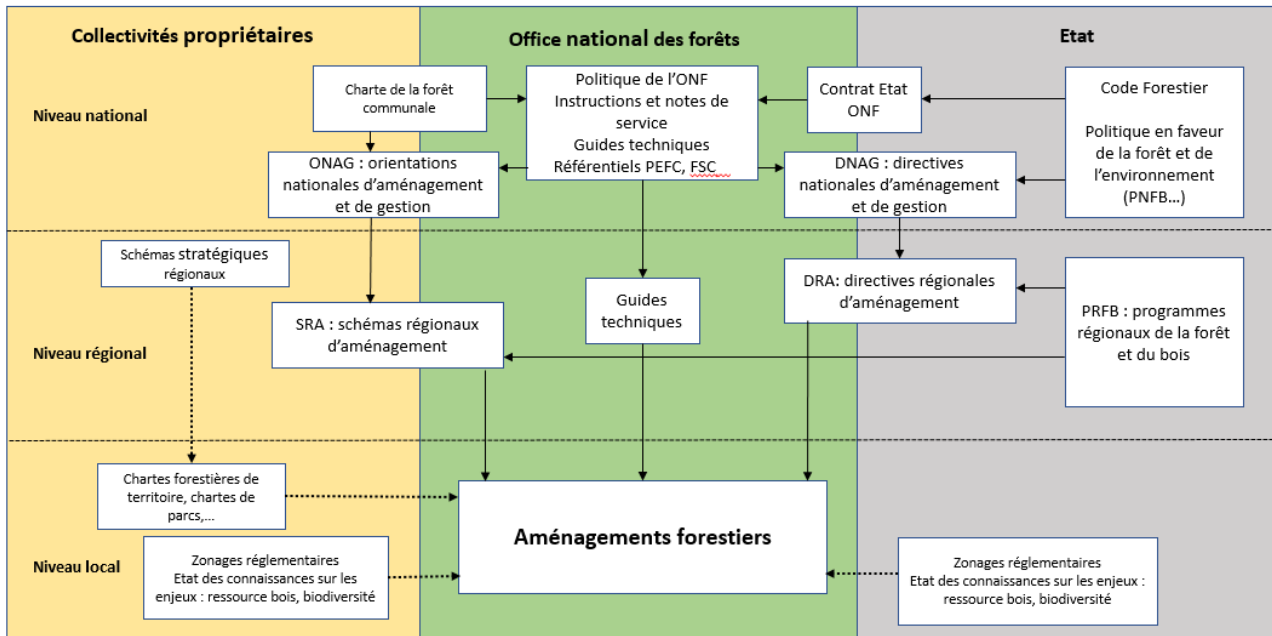 Collectivités propriétaires
Office national des forêts
Etat
Niveau national
Charte de la forêt
communale
Politique de l’ONF
Instructions et notes de
service
Guides techniques
Référentiels PEFC, FSC
Contrat Etat
ONF
Code Forestier
Politique en faveur
de la forêt et de
l’environnement
(PNFB…)
ONAG : orientations
nationales d’aménagement
et de gestion
DNAG : directives
nationales d’aménagement
et de gestion
Niveau régional
Schémas stratégiques
régionaux
SRA : schémas régionaux
d’aménagement
Guides
techniques
DRA: directives régionales
d’aménagement
PRFB : programmes
régionaux de la forêt
et du bois
Niveau local
Chartes forestières de
territoire, chartes de
parcs,…
Zonages réglementaires
Etat des connaissances sur les
enjeux : ressource bois, biodiversité
Aménagements forestiers
Zonages réglementaires
Etat des connaissances sur les enjeux :
ressource bois, biodiversité